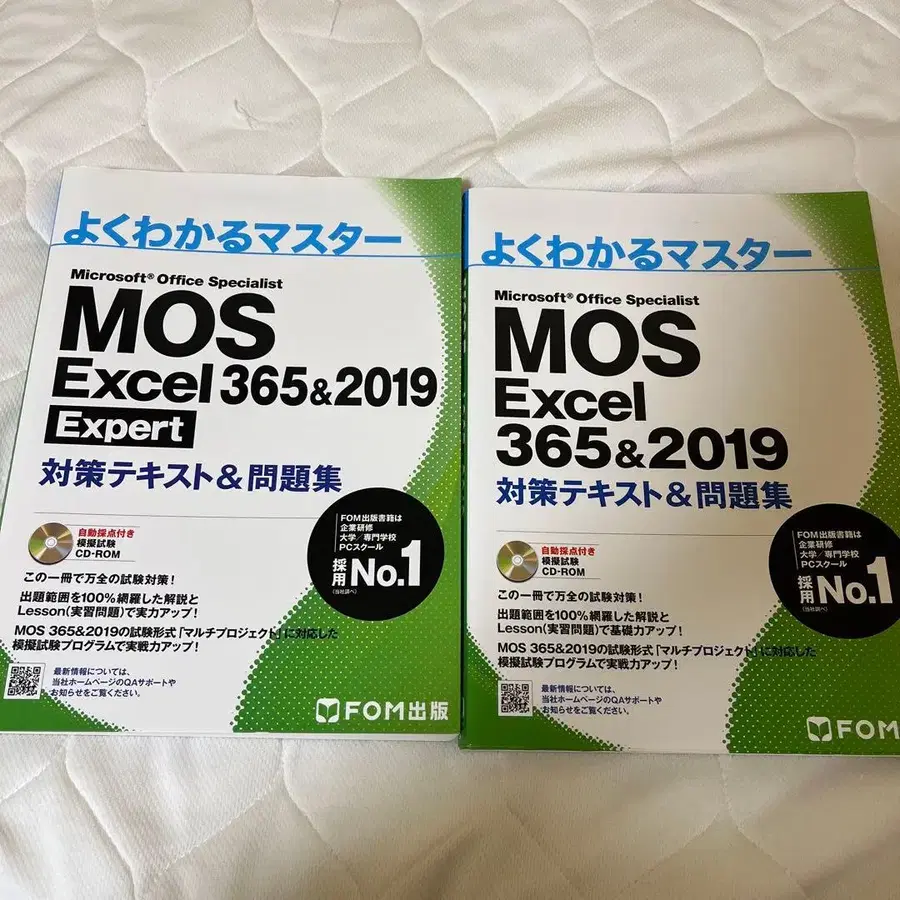 よくわかるマスター
Microsoft® Office Specialist
MOS
Excel 365&2019
Expert
対策テキスト&問題集
自動採点付き
模擬試験
CD-ROM
FOM出版書籍は
企業研修
大学/専門学校
PCスクール
採用No.1
(当社調べ)
この一冊で万全の試験対策!
出題範囲を100%網羅した解説と
Lesson(実習問題)で実力アップ!
MOS 365&2019の試験形式「マルチプロジェクト」に対応した
模擬試験プログラムで実戦力アップ!
最新情報については、
当社ホームページのQAサポートや
お知らせをご覧ください。
FOM出版
よくわかるマスター
Microsoft® Office Specialist
MOS
Excel
365&2019
対策テキスト&問題集
自動採点付き
模擬試験
CD-ROM
FOM出版書籍は
企業研修
大学/専門学校
PCスクール
採用No.1
(当社調べ)
この一冊で万全の試験対策!
出題範囲を100%網羅した解説と
Lesson(実習問題)で基礎力アップ!
MOS 365&2019の試験形式「マルチプロジェクト」に対応した
模擬試験プログラムで実戦力アップ!
最新情報については、
当社ホームページのQAサポートや
お知らせをご覧ください。
FOM